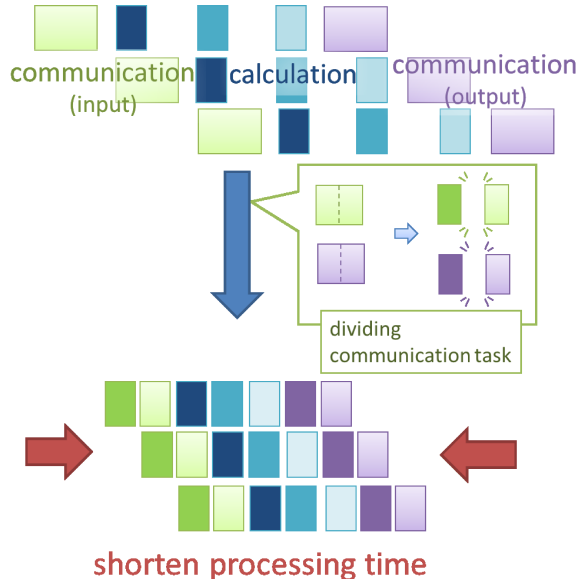 communication calculation communication
(input) (output)
dividing
communication task
shorten processing time